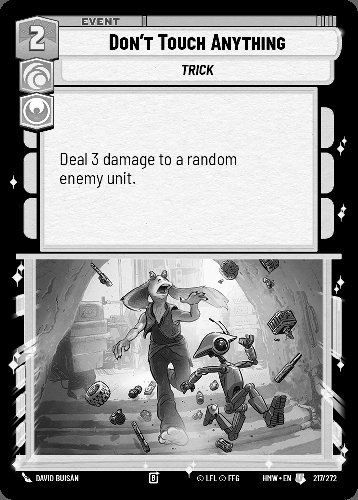 EVENT
2
DON'T TOUCH ANYTHING
TRICK
Deal 3 damage to a random
enemy unit.
DAVID BUISÁN
© LFL © FFG
HMW • EN
217/272